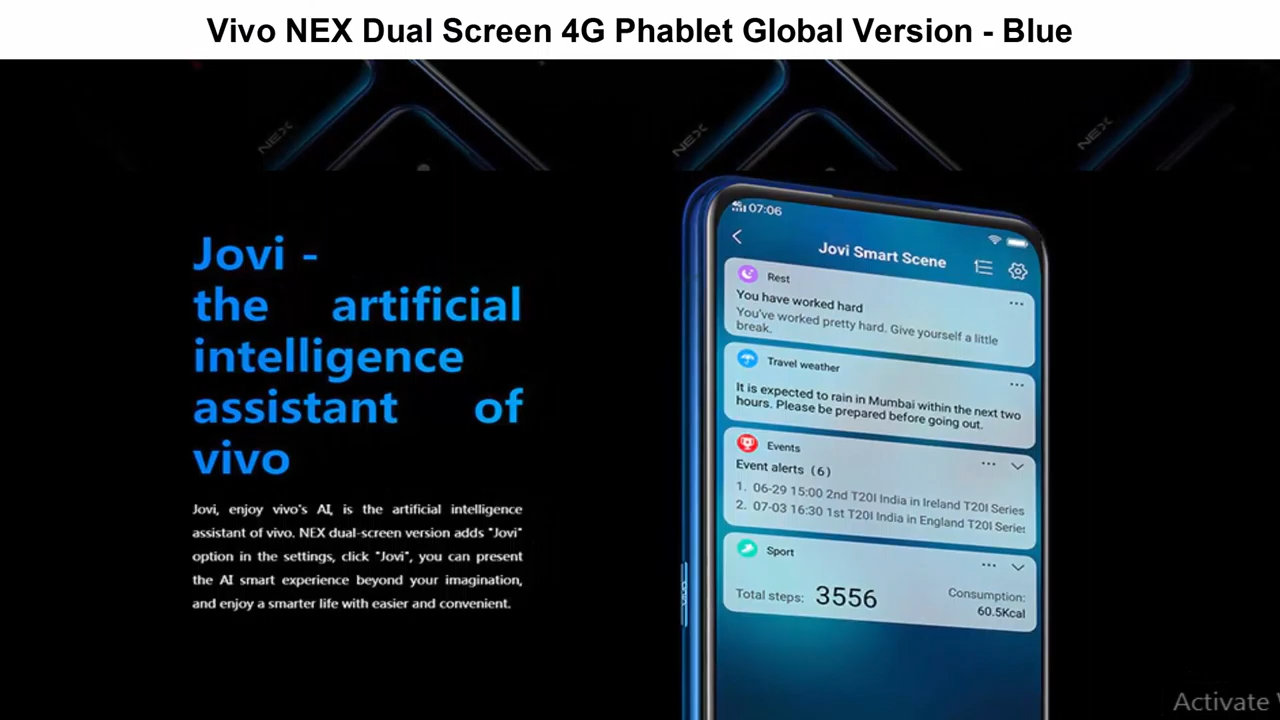 Vivo NEX Dual Screen 4G Phablet Global Version - Blue
NEX
NEX
NEX
Jovi -
the artificial
intelligence
assistant of
vivo
Jovi, enjoy vivo's AI, is the artificial intelligence
assistant of vivo. NEX dual-screen version adds "Jovi"
option in the settings, click "Jovi", you can present
the AI smart experience beyond your imagination,
and enjoy a smarter life with easier and convenient.
4G 07:06
Jovi Smart Scene
Rest
You have worked hard
You've worked pretty hard. Give yourself a little
break.
Travel weather
It is expected to rain in Mumbai within the next two
hours. Please be prepared before going out.
Events
Event alerts (6)
1. 06-29 15:00 2nd T20I India in Ireland T20I Series
2. 07-03 16:30 1st T20I India in England T20I Series
Sport
Total steps: 3556
Consumption:
60.5Kcal
vivo
Activate